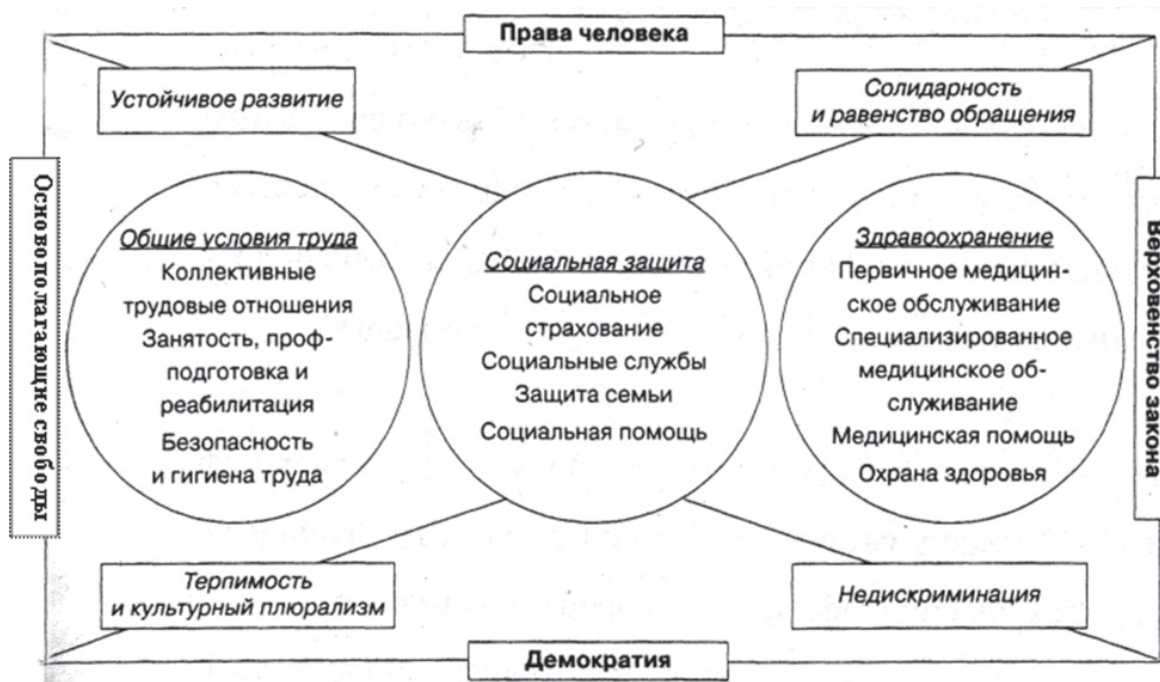 Права человека
Устойчивое развитие
Солидарность
и равенство обращения
Основополагающие свободы
Общие условия труда
Коллективные
трудовые отношения
Занятость, проф-
подготовка и
реабилитация
Безопасность
и гигиена труда
Социальная защита
Социальное
страхование
Социальные службы
Защита семьи
Социальная помощь
Здравоохранение
Первичное медицин-
ское обслуживание
Специализированное
медицинское об-
служивание
Медицинская помощь
Охрана здоровья
Верховенство закона
Терпимость
и культурный плюрализм
Недискриминация
Демократия